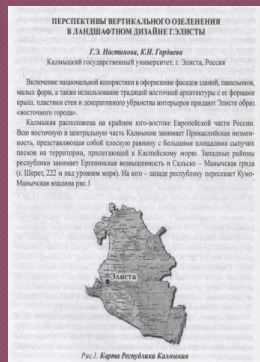 ПЕРСПЕКТИВЫ ВЕРТИКАЛЬНОГО ОЗЕЛЕНЕНИЯ
В ЛАНДШАФТНОМ ДИЗАЙНЕ Г.ЭЛИСТЫ
Г.Э. Настинова, К.Н. Гордаева
Калмыцкий государственный университет, г. Элиста, Россия
Включение национальной колористики в оформление фасадов зданий, павильонов,
малых форм, а также использование традиций восточной архитектуры с ее формами
крыш, пластики стен и декоративного убранства интерьеров придают Элисте образ
«восточного города».
Калмыкия расположена на крайнем юго-востоке Европейской части России.
Всю восточную и центральную часть Калмыкии занимает Прикаспийская низмен-
ность, представляющая собой плоскую равнину с большими площадями сыпучих
песков на территории, прилегающей к Каспийскому морю. Западные районы
республики занимает Ергенинская возвышенность и Сальско – Манычская гряда
(г. Шерет, 222 м над уровнем моря). На юго – западе республику пересекает Кумо-
Манычская впадина рис.1
Элиста
Рис.1. Карта Республики Калмыкия